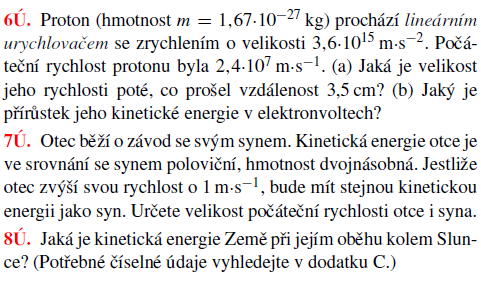 6Ú. Proton (hmotnost m = 1,67·10⁻²⁷ kg) prochází lineárním
urychlovačem se zrychlením o velikosti 3,6·10¹⁵ m·s⁻². Počá-
teční rychlost protonu byla 2,4·10⁷ m·s⁻¹. (a) Jaká je velikost
jeho rychlosti poté, co prošel vzdálenost 3,5 cm? (b) Jaký je
přírůstek jeho kinetické energie v elektronvoltech?
7Ú. Otec běží o závod se svým synem. Kinetická energie otce je
ve srovnání se synem poloviční, hmotnost dvojnásobná. Jestliže
otec zvýší svou rychlost o 1 m·s⁻¹, bude mít stejnou kinetickou
energii jako syn. Určete velikost počáteční rychlosti otce i syna.
8Ú. Jaká je kinetická energie Země při jejím oběhu kolem Slun-
ce? (Potřebné číselné údaje vyhledejte v dodatku C.)